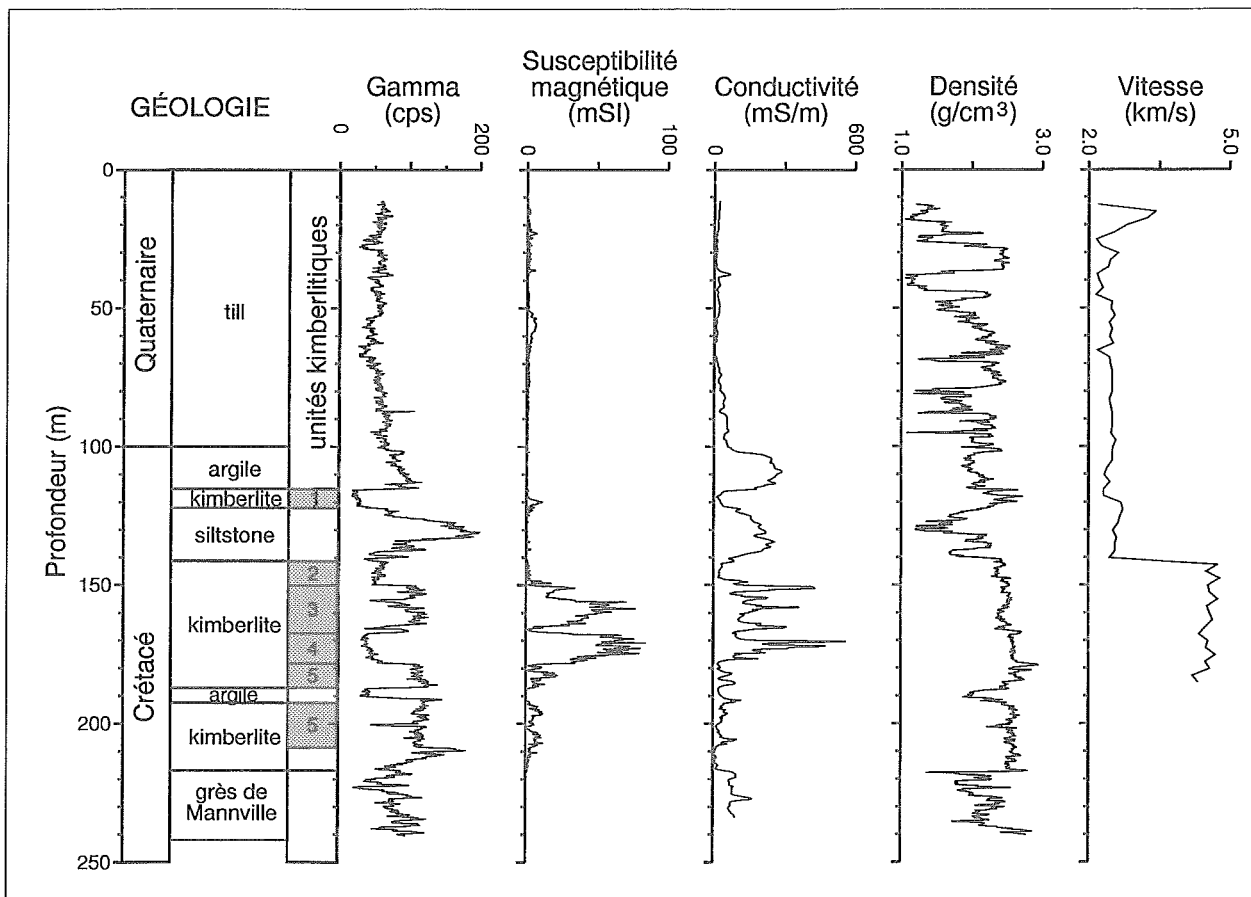 GÉOLOGIE
Gamma
(cps)
Susceptibilité
magnétique
(mSI)
Conductivité
(mS/m)
Densité
(g/cm³)
Vitesse
(km/s)
0
200
0
100
0
600
1.0
3.0
2.0
5.0
Profondeur (m)
0
50
100
150
200
250
Quaternaire
Crétacé
till
argile
kimberlite
siltstone
kimberlite
argile
kimberlite
grès de
Mannville
unités kimberlitiques
1
2
3
4
5